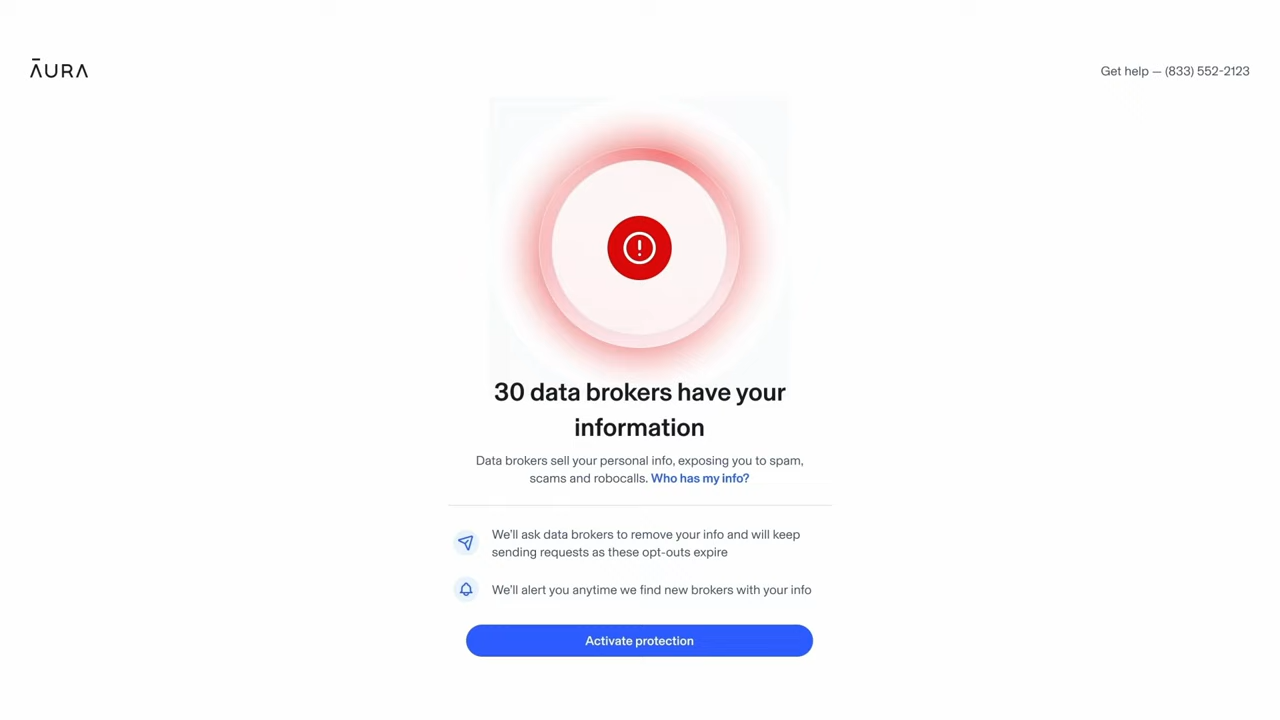 ĀURA
Get help — (833) 552-2123
30 data brokers have your
information
Data brokers sell your personal info, exposing you to spam,
scams and robocalls. Who has my info?
We'll ask data brokers to remove your info and will keep
sending requests as these opt-outs expire
We'll alert you anytime we find new brokers with your info
Activate protection